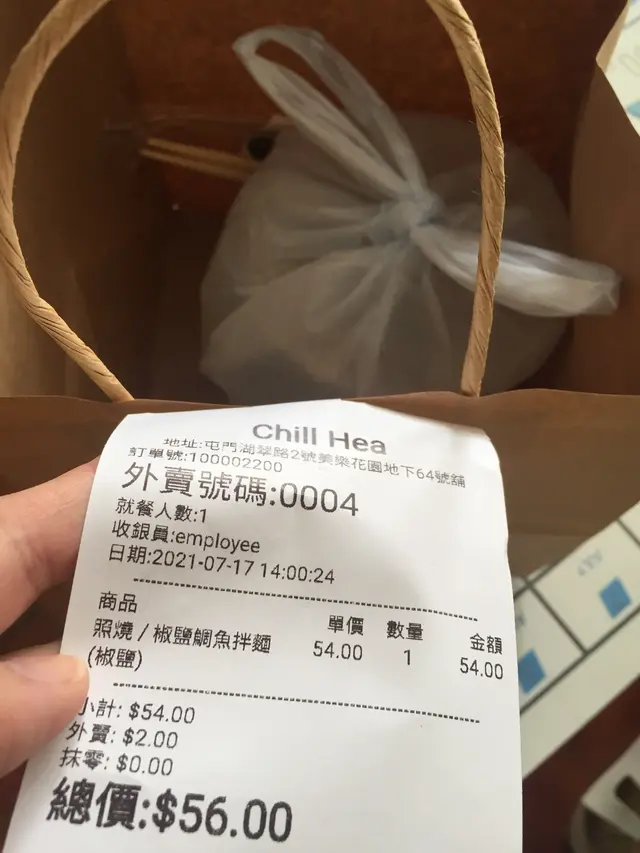 Chill Hea
地址:屯門湖翠路2號美樂花園地下64號舖
訂單號:100002200
外賣號碼:0004
就餐人數:1
收銀員:employee
日期:2021-07-17 14:00:24
商品 單價 數量 金額
照燒 / 椒鹽鯛魚拌麵 54.00 1 54.00
(椒鹽)
小計: $54.00
外賣: $2.00
抹零: $0.00
總價:$56.00